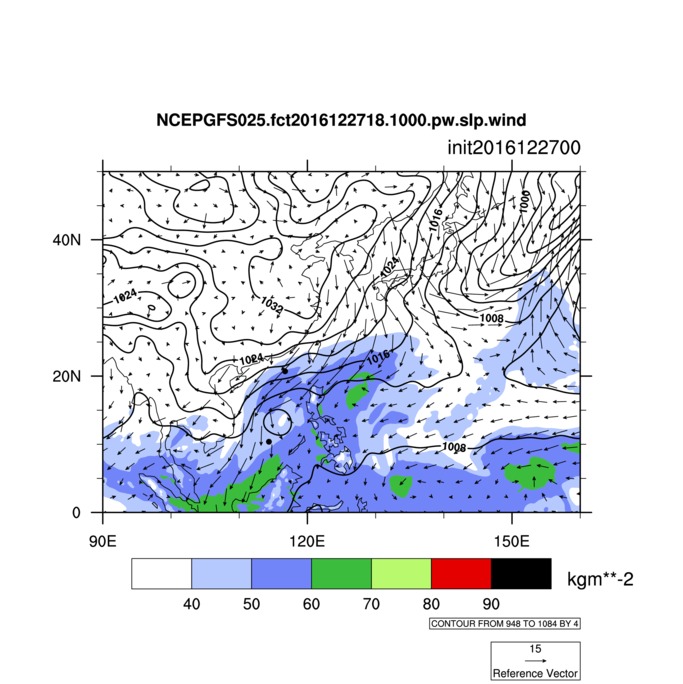 NCEPGFS025.fct2016122718.1000.pw.slp.wind
init2016122700
1000
1016
40N
1024
1024
1032
1008
1024
1016
20N
1008
0
90E 120E 150E
kgm**-2
40 50 60 70 80 90
CONTOUR FROM 948 TO 1084 BY 4
15
Reference Vector